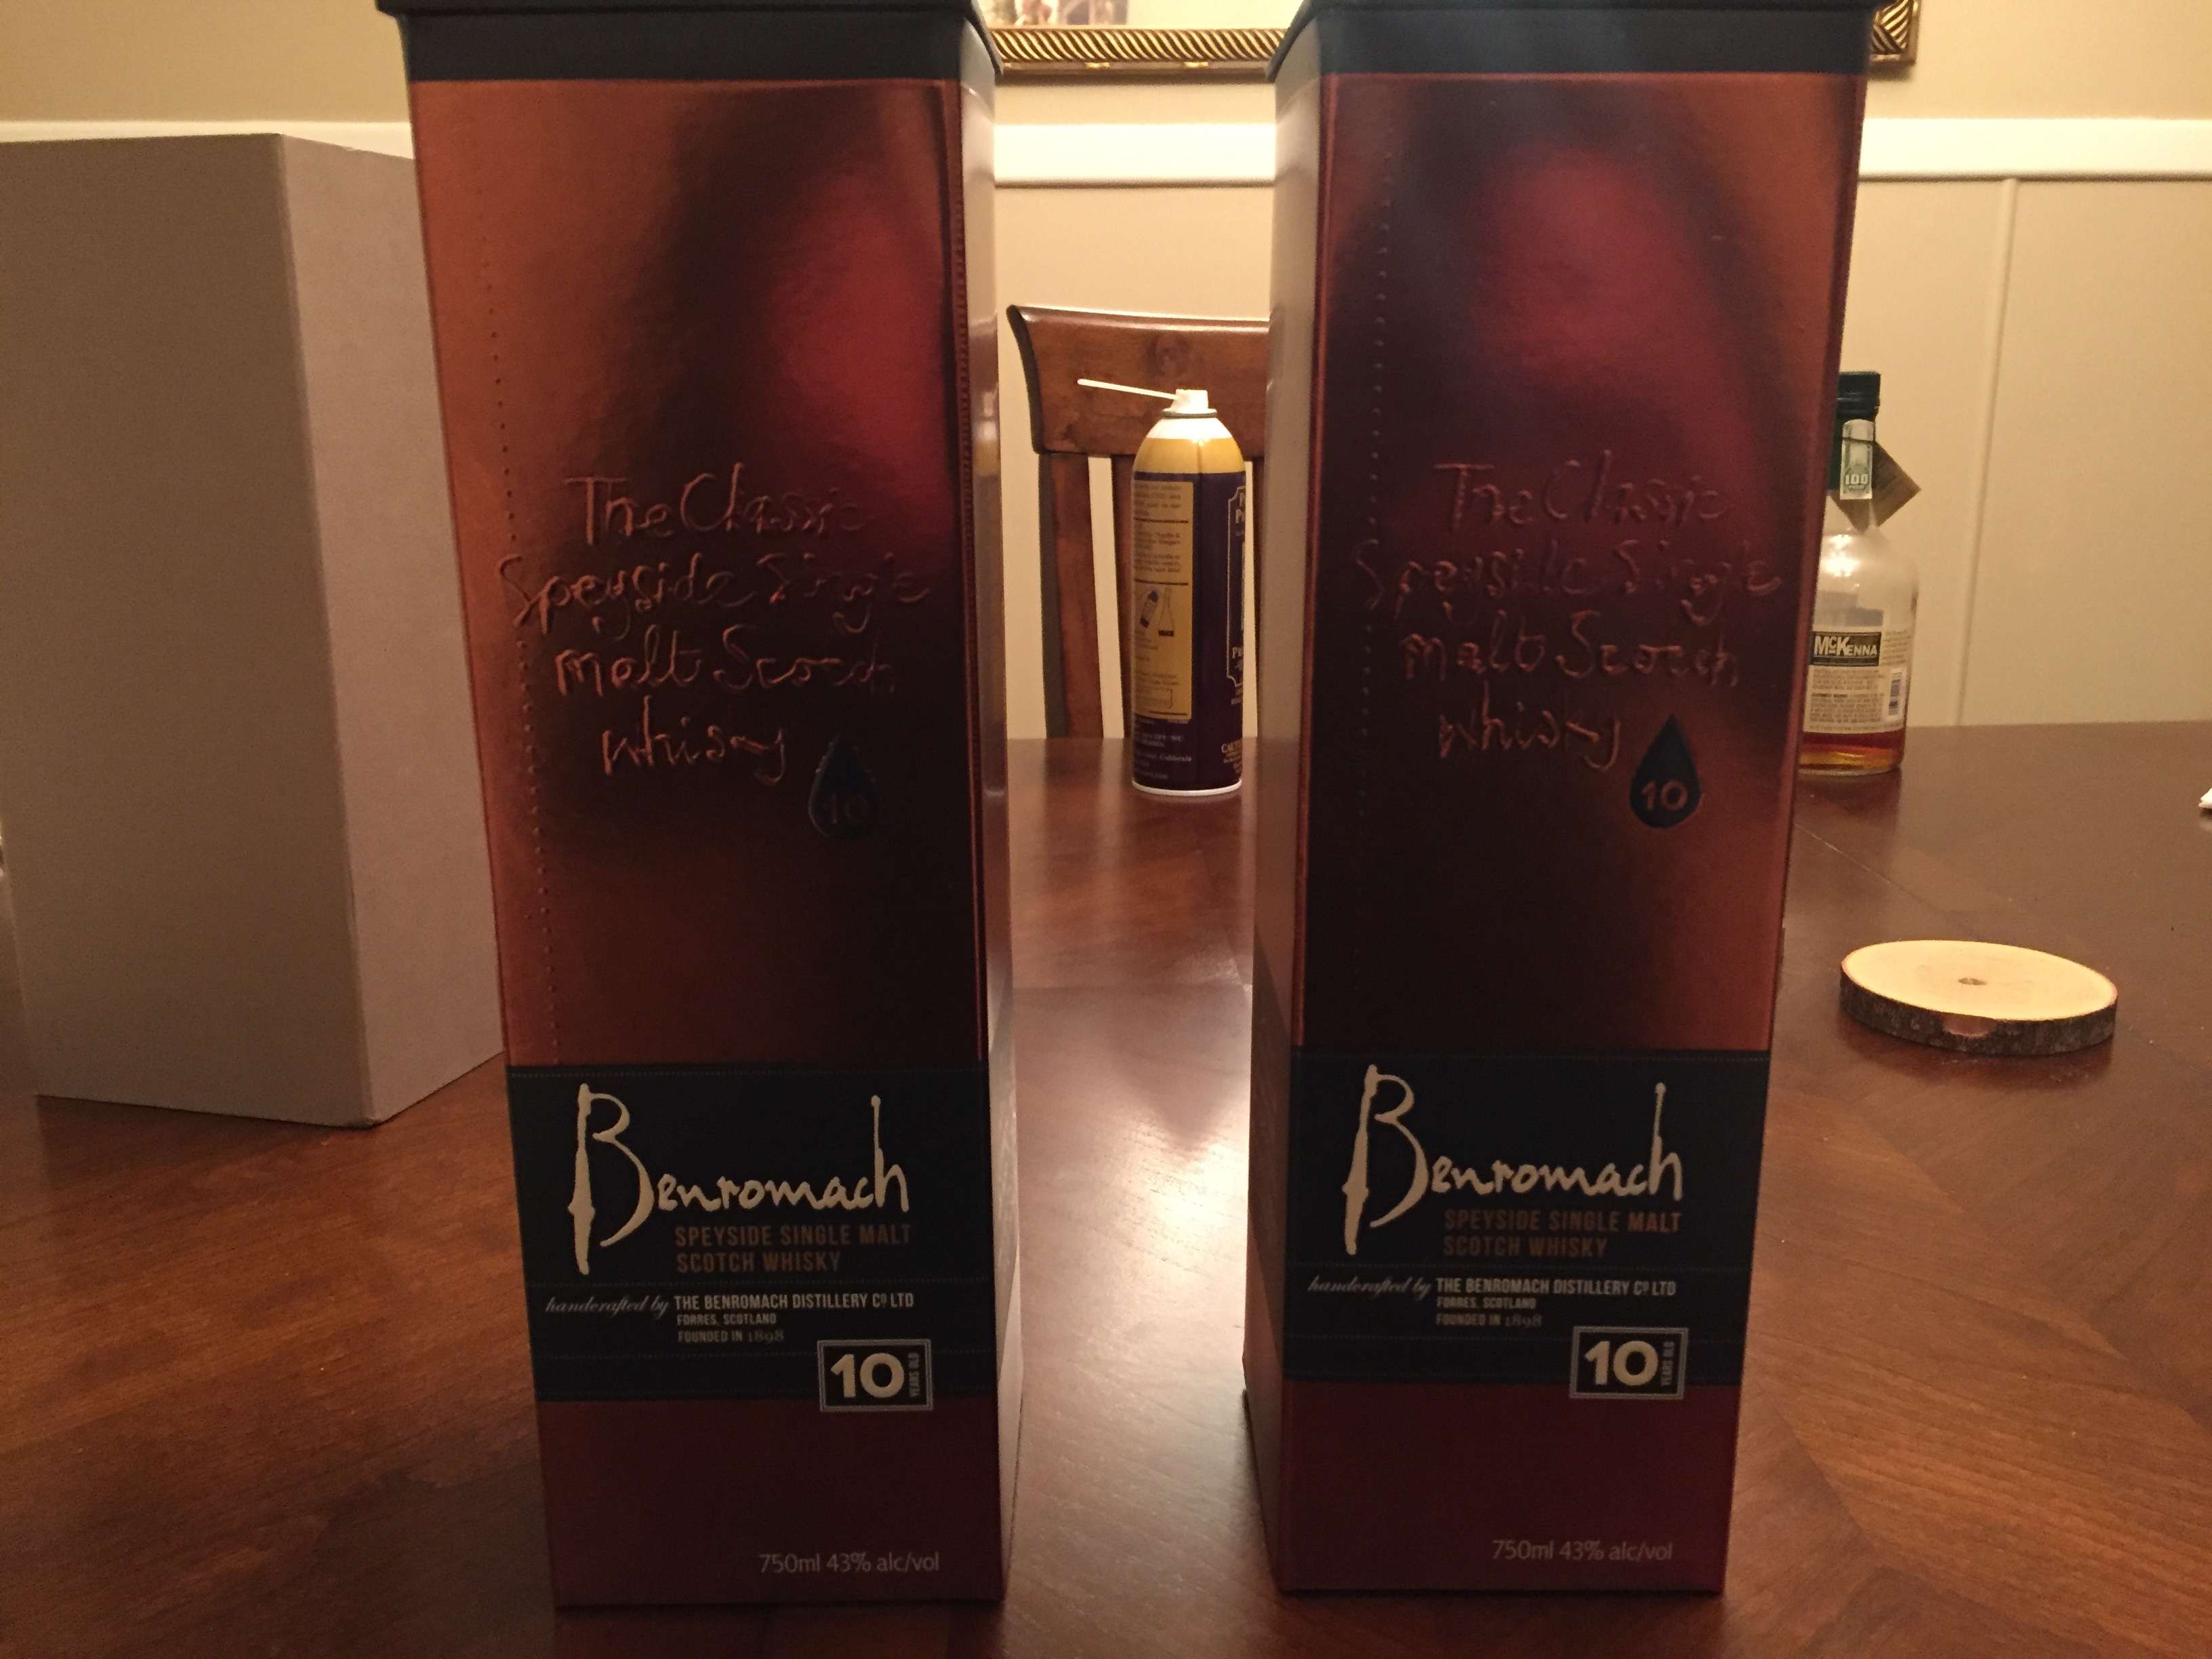 The Classic
Speyside Single
Malt Scotch
Whisky
10
Benromach
SPEYSIDE SINGLE MALT
SCOTCH WHISKY
handcrafted by THE BENROMACH DISTILLERY Cº LTD
FORRES, SCOTLAND
FOUNDED IN 1898
10 YEARS OLD
750ml 43% alc/vol
The Classic
Speyside Single
Malt Scotch
Whisky
10
Benromach
SPEYSIDE SINGLE MALT
SCOTCH WHISKY
handcrafted by THE BENROMACH DISTILLERY Cº LTD
FORRES, SCOTLAND
FOUNDED IN 1898
10 YEARS OLD
750ml 43% alc/vol
100
McKENNA